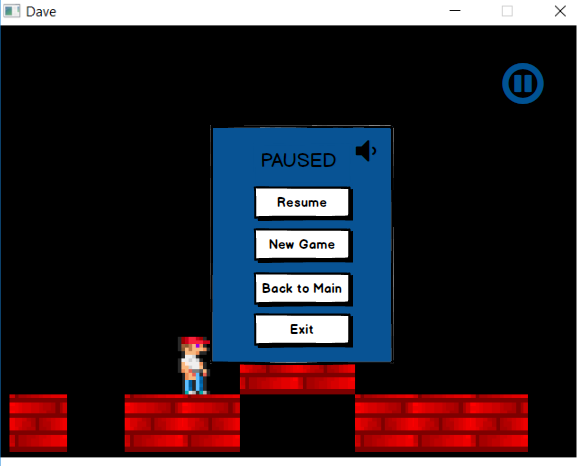 Dave
PAUSED
Resume
New Game
Back to Main
Exit